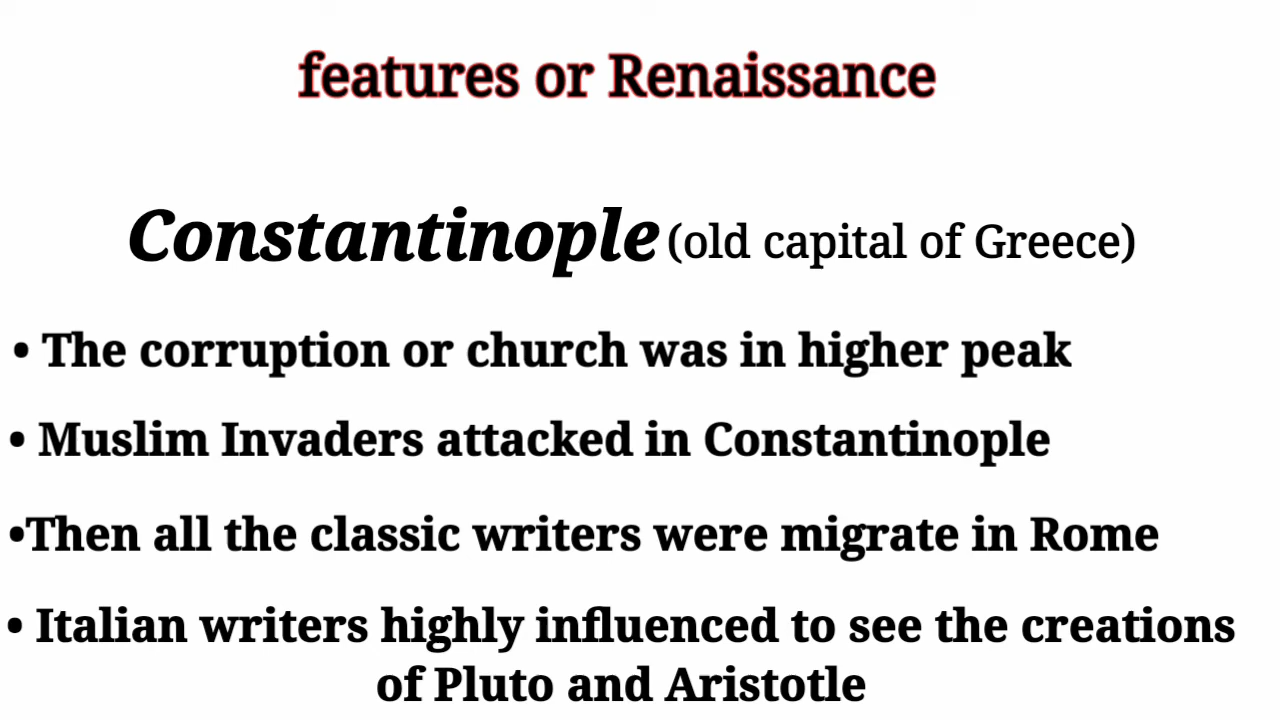 features or Renaissance
Constantinople (old capital of Greece)
• The corruption or church was in higher peak
• Muslim Invaders attacked in Constantinople
•Then all the classic writers were migrate in Rome
• Italian writers highly influenced to see the creations
of Pluto and Aristotle